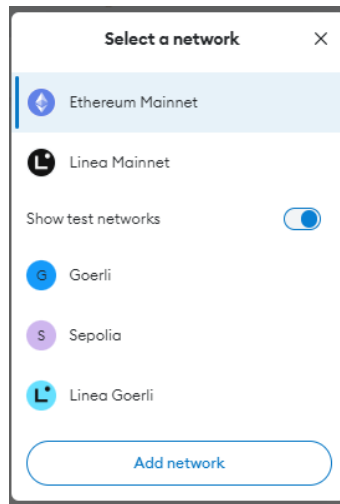 Select a network
Ethereum Mainnet
Linea Mainnet
Show test networks
G Goerli
S Sepolia
Linea Goerli
Add network